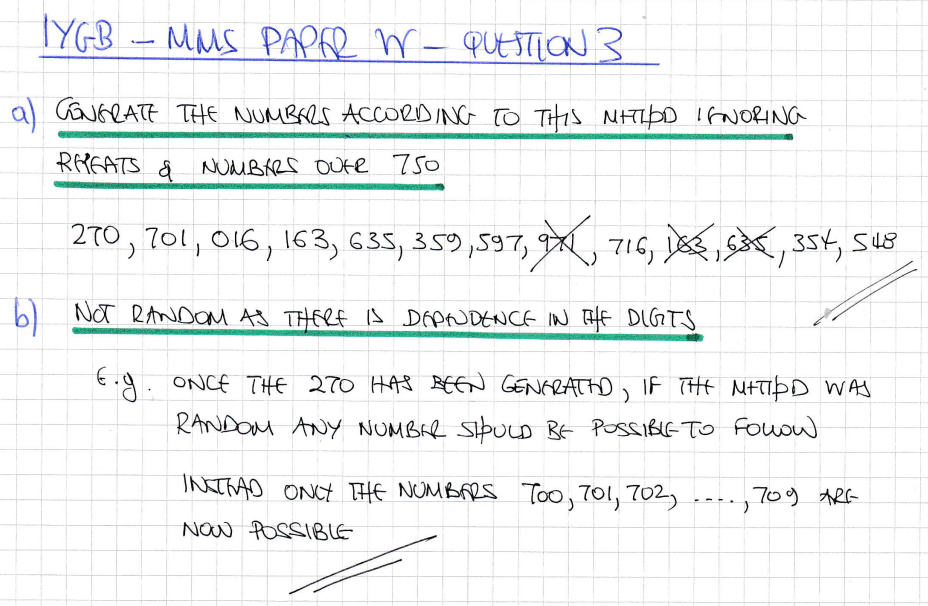 IYGB – MMS PAPER W – QUESTION 3
a) GENERATE THE NUMBERS ACCORDING TO THIS METHOD IGNORING
REPEATS & NUMBERS OVER 750
270, 701, 016, 163, 635, 359, 597, 971, 716, 163, 635, 354, 548
b) NOT RANDOM AS THERE IS DEPENDENCE IN THE DIGITS
E.g. ONCE THE 270 HAS BEEN GENERATED, IF THE METHOD WAS
RANDOM ANY NUMBER SHOULD BE POSSIBLE TO FOLLOW
INSTEAD ONLY THE NUMBERS 700, 701, 702, ...., 709 ARE
NOW POSSIBLE